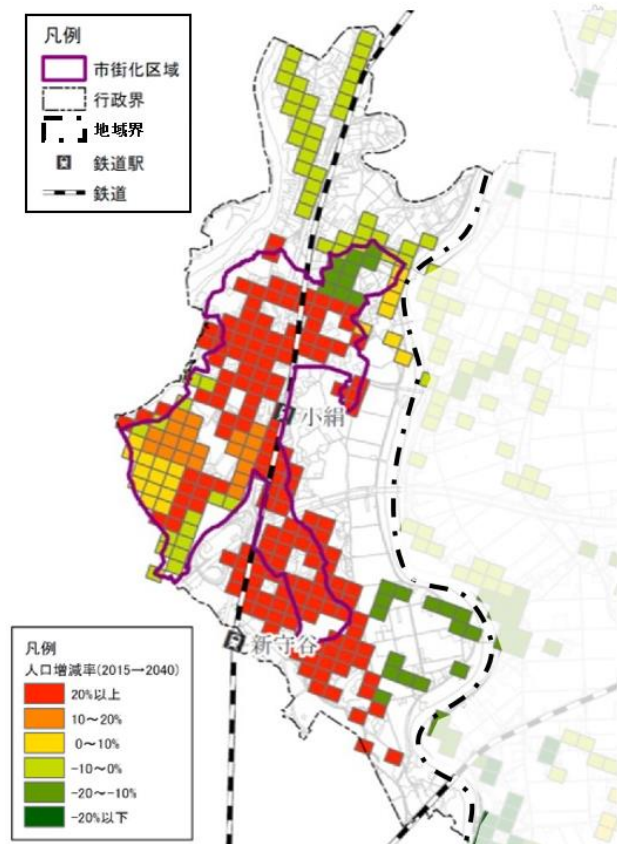 凡例
市街化区域
行政界
地域界
鉄道駅
鉄道
小絹
新守谷
凡例
人口増減率(2015→2040)
20%以上
10～20%
0～10%
-10～0%
-20～-10%
-20%以下